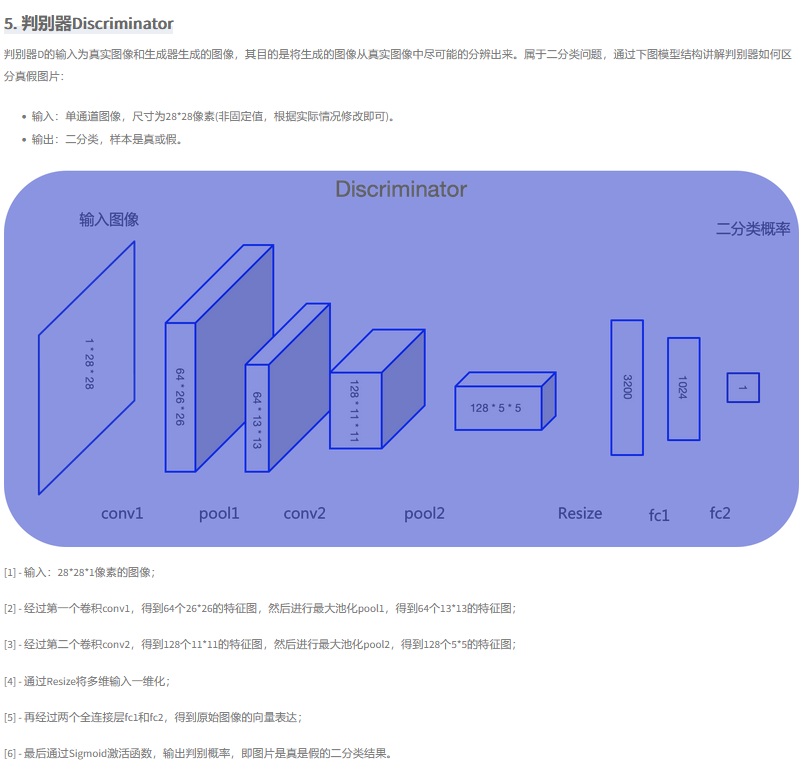 5. 判别器Discriminator
判别器D的输入为真实图像和生成器生成的图像，其目的是将生成的图像从真实图像中尽可能的分辨出来。属于二分类问题，通过下图模型结构讲解判别器如何区
分真假图片：
• 输入：单通道图像，尺寸为28*28像素(非固定值，根据实际情况修改即可)。
• 输出：二分类，样本是真或假。
Discriminator
输入图像
二分类概率
1 * 28 * 28
64 * 26 * 26
64 * 13 * 13
128 * 11 * 11
128 * 5 * 5
3200
1024
1
conv1
pool1
conv2
pool2
Resize
fc1
fc2
[1] - 输入：28*28*1像素的图像；
[2] - 经过第一个卷积conv1，得到64个26*26的特征图，然后进行最大池化pool1，得到64个13*13的特征图；
[3] - 经过第二个卷积conv2，得到128个11*11的特征图，然后进行最大池化pool2，得到128个5*5的特征图；
[4] - 通过Resize将多维输入一维化；
[5] - 再经过两个全连接层fc1和fc2，得到原始图像的向量表达；
[6] - 最后通过Sigmoid激活函数，输出判别概率，即图片是真是假的二分类结果。